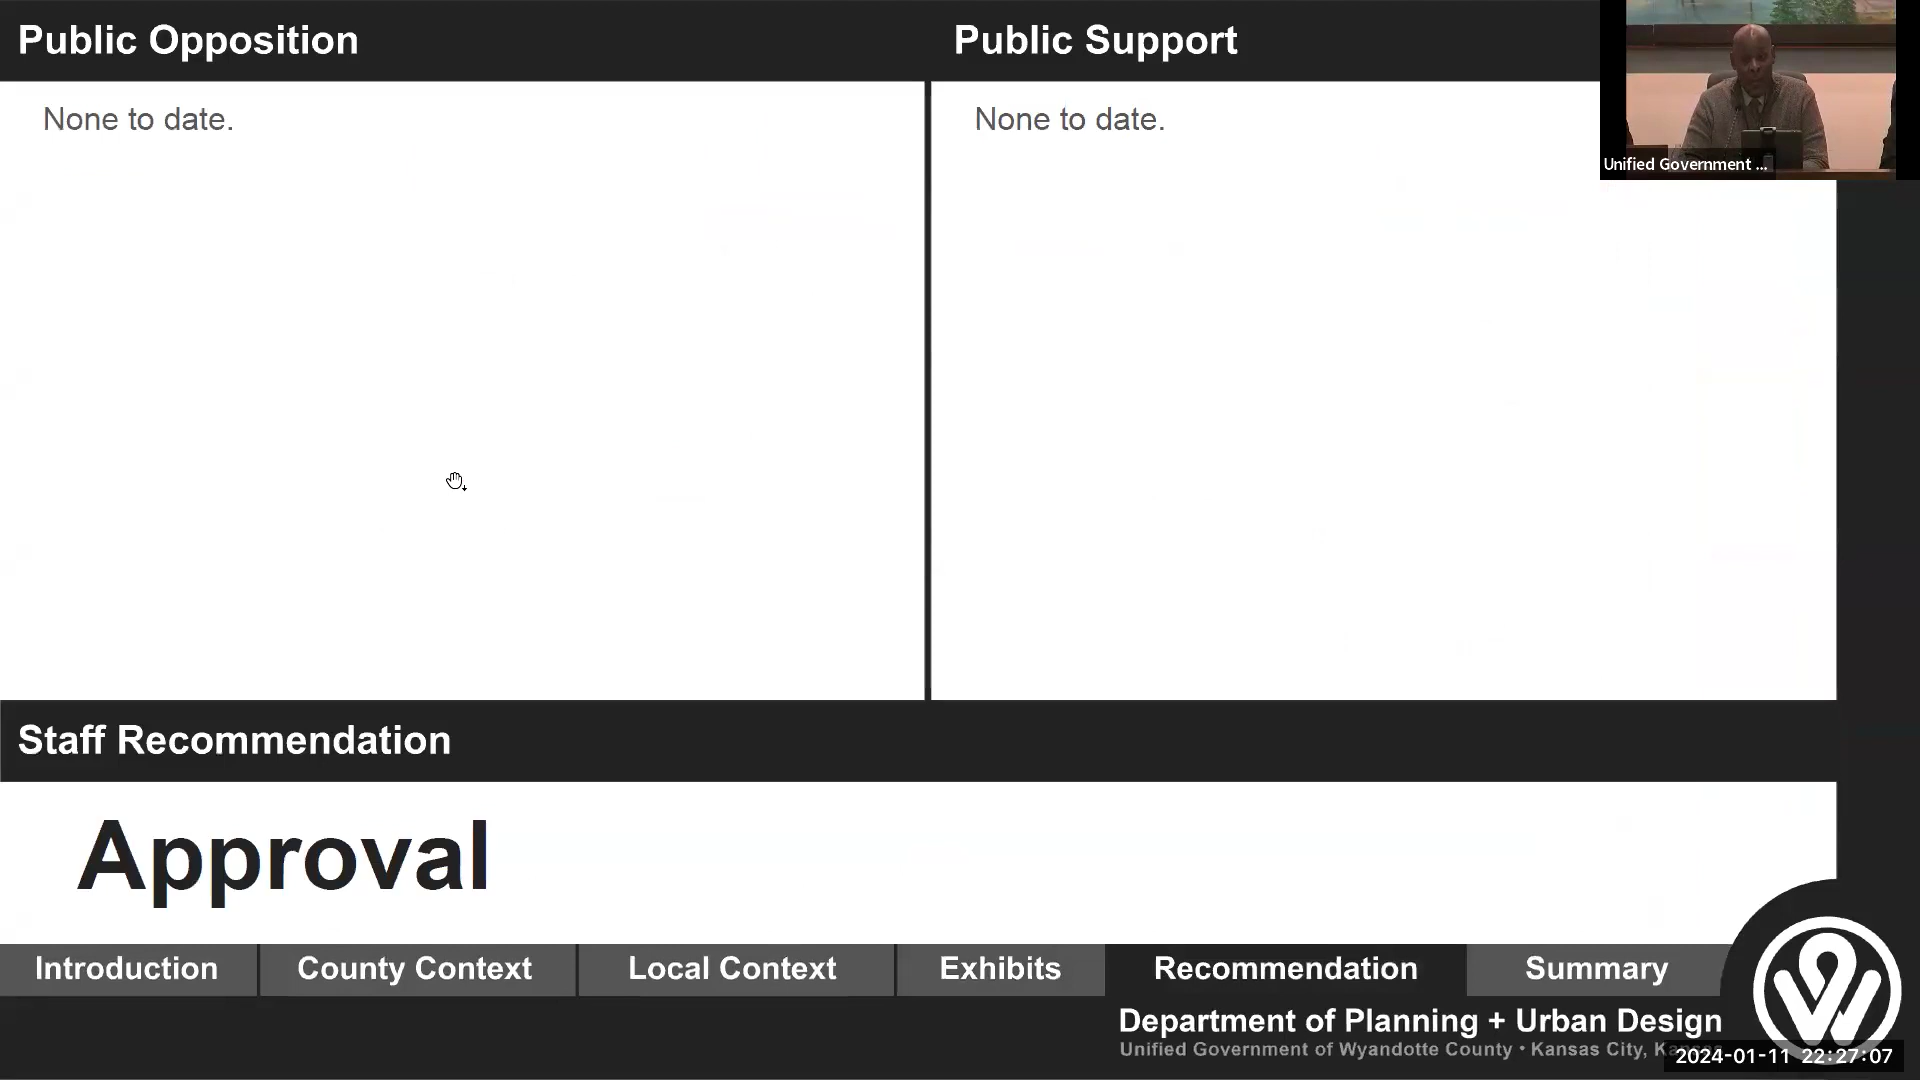 Public Opposition
Public Support
None to date.
None to date.
Unified Government ...
Staff Recommendation
Approval
Introduction
County Context
Local Context
Exhibits
Recommendation
Summary
Department of Planning + Urban Design
Unified Government of Wyandotte County • Kansas City,
2024-01-11 22:27:07